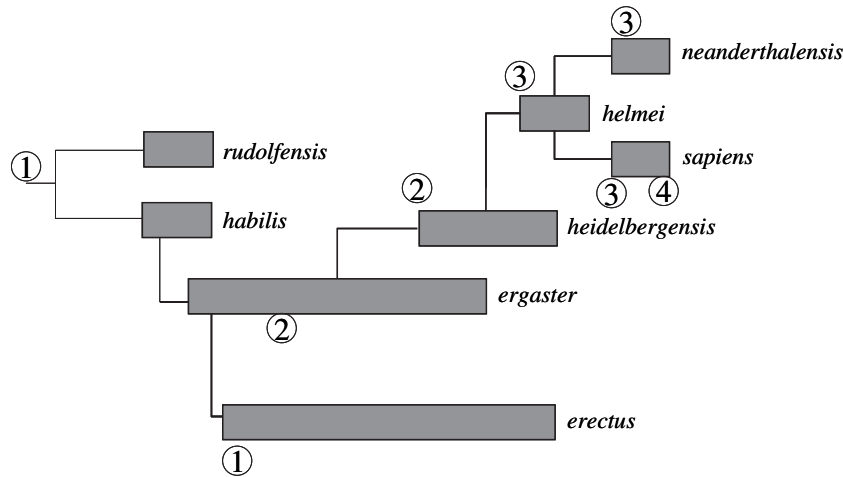 ③
neanderthalensis
③
helmei
①
rudolfensis
sapiens
② ③ ④
habilis
heidelbergensis
ergaster
②
erectus
①